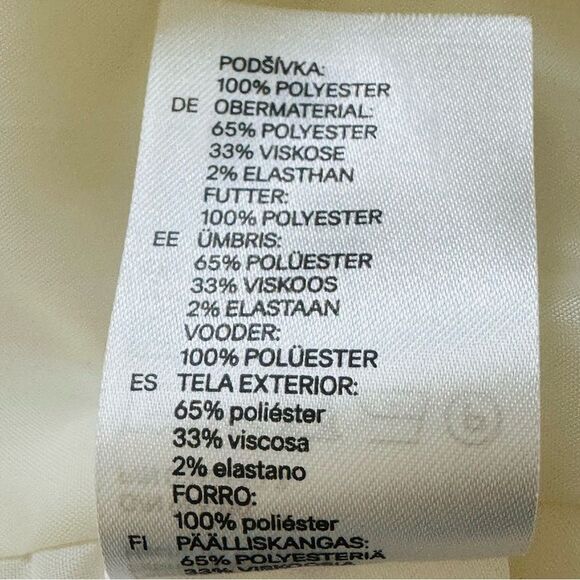 PODŠÍVKA:
100% POLYESTER
DE OBERMATERIAL:
65% POLYESTER
33% VISKOSE
2% ELASTHAN
FUTTER:
100% POLYESTER
EE ÜMBRIS:
65% POLÜESTER
33% VISKOOS
2% ELASTAAN
VOODER:
100% POLÜESTER
ES TELA EXTERIOR:
65% poliéster
33% viscosa
2% elastano
FORRO:
100% poliéster
FI PÄÄLLISKANGAS:
65% POLYESTERIÄ
33% VISKOOSIA